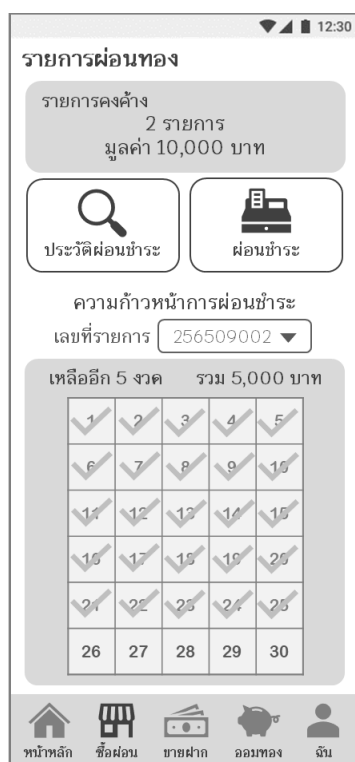 12:30
รายการผ่อนทอง
รายการคงค้าง
2 รายการ
มูลค่า 10,000 บาท
ประวัติผ่อนชำระ ผ่อนชำระ
ความก้าวหน้าการผ่อนชำระ
เลขที่รายการ 256509002
เหลืออีก 5 งวด รวม 5,000 บาท
1 2 3 4 5
6 7 8 9 10
11 12 13 14 15
16 17 18 19 20
21 22 23 24 25
26 27 28 29 30
หน้าหลัก ซื้อผ่อน ขายฝาก ออมทอง ฉัน